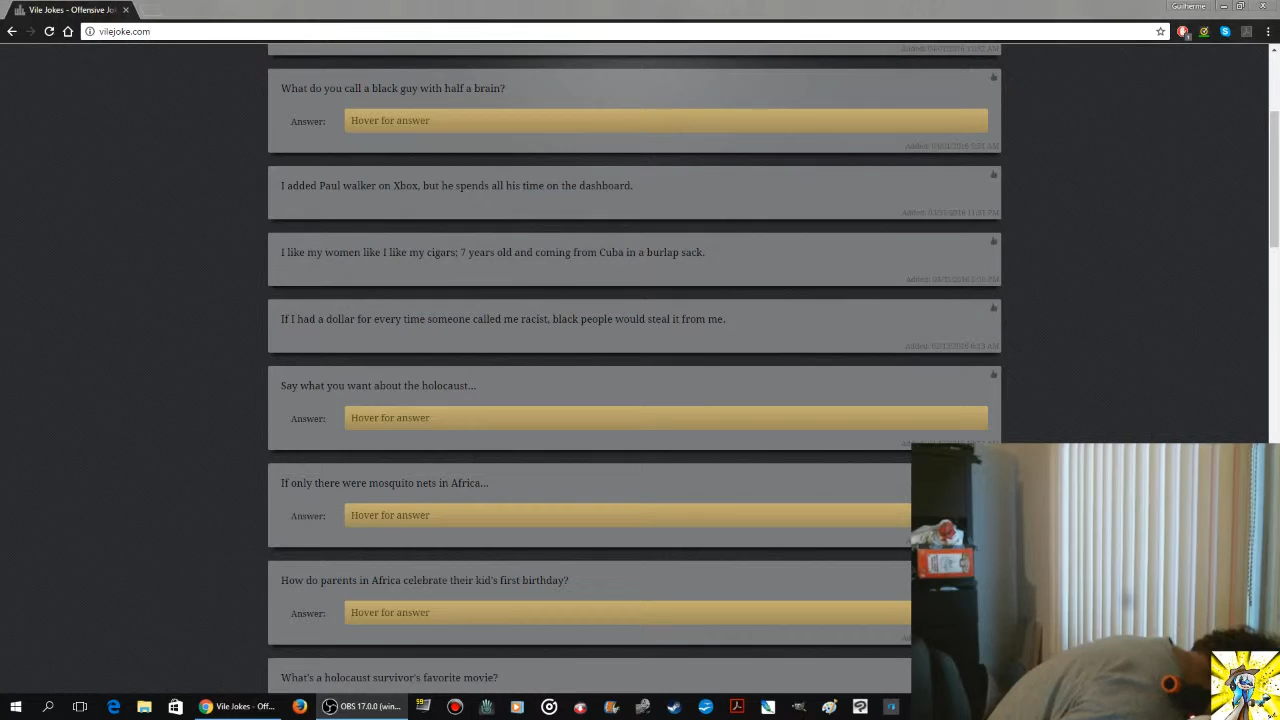 Vile Jokes - Offensive Jo
Guilherme
vilejoke.com
What do you call a black guy with half a brain?
Answer: Hover for answer
I added Paul walker on Xbox, but he spends all his time on the dashboard.
I like my women like I like my cigars; 7 years old and coming from Cuba in a burlap sack.
If I had a dollar for every time someone called me racist, black people would steal it from me.
Say what you want about the holocaust...
Answer: Hover for answer
If only there were mosquito nets in Africa...
Answer: Hover for answer
How do parents in Africa celebrate their kid's first birthday?
Answer: Hover for answer
What's a holocaust survivor's favorite movie?
Vile Jokes - Off...
OBS 17.0.0 (win...